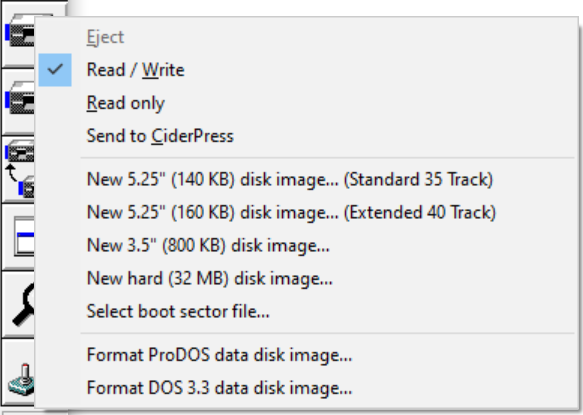 Eject
Read / Write
Read only
Send to CiderPress
New 5.25" (140 KB) disk image... (Standard 35 Track)
New 5.25" (160 KB) disk image... (Extended 40 Track)
New 3.5" (800 KB) disk image...
New hard (32 MB) disk image...
Select boot sector file...
Format ProDOS data disk image...
Format DOS 3.3 data disk image...